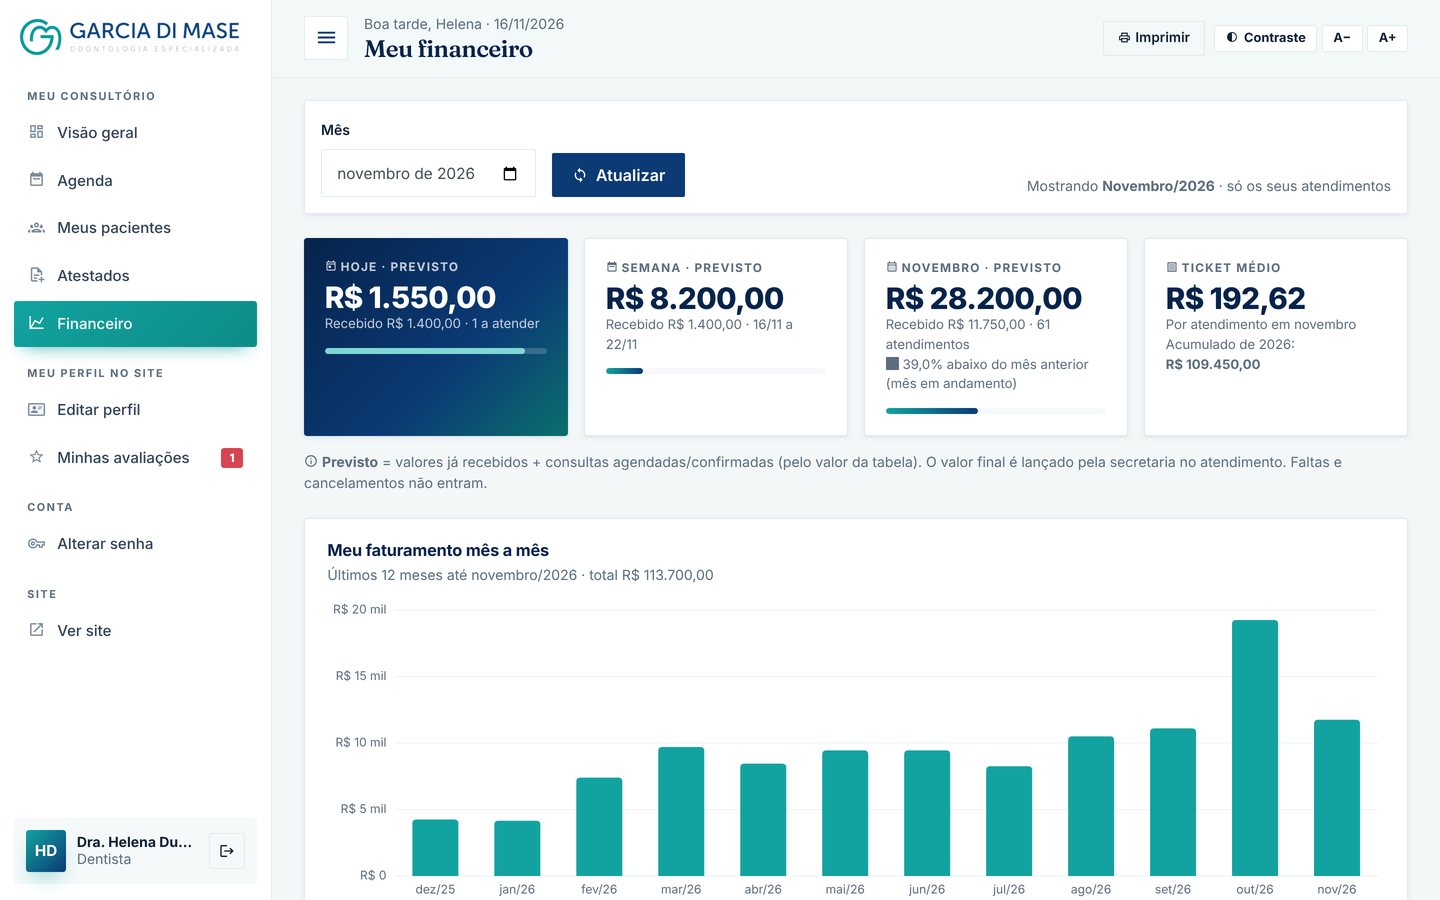 GARCIA DI MASE
ODONTOLOGIA ESPECIALIZADA
MEU CONSULTÓRIO
Visão geral
Agenda
Meus pacientes
Atestados
Financeiro
MEU PERFIL NO SITE
Editar perfil
Minhas avaliações 1
CONTA
Alterar senha
SITE
Ver site
HD
Dra. Helena Du...
Dentista
Boa tarde, Helena · 16/11/2026
Meu financeiro
Imprimir
Contraste
A−
A+
Mês
novembro de 2026
Atualizar
Mostrando Novembro/2026 · só os seus atendimentos
HOJE · PREVISTO
R$ 1.550,00
Recebido R$ 1.400,00 · 1 a atender
SEMANA · PREVISTO
R$ 8.200,00
Recebido R$ 1.400,00 · 16/11 a
22/11
NOVEMBRO · PREVISTO
R$ 28.200,00
Recebido R$ 11.750,00 · 61
atendimentos
39,0% abaixo do mês anterior
(mês em andamento)
TICKET MÉDIO
R$ 192,62
Por atendimento em novembro
Acumulado de 2026:
R$ 109.450,00
Previsto = valores já recebidos + consultas agendadas/confirmadas (pelo valor da tabela). O valor final é lançado pela secretaria no atendimento. Faltas e
cancelamentos não entram.
Meu faturamento mês a mês
Últimos 12 meses até novembro/2026 · total R$ 113.700,00
R$ 20 mil
R$ 15 mil
R$ 10 mil
R$ 5 mil
R$ 0
dez/25 jan/26 fev/26 mar/26 abr/26 mai/26 jun/26 jul/26 ago/26 set/26 out/26 nov/26